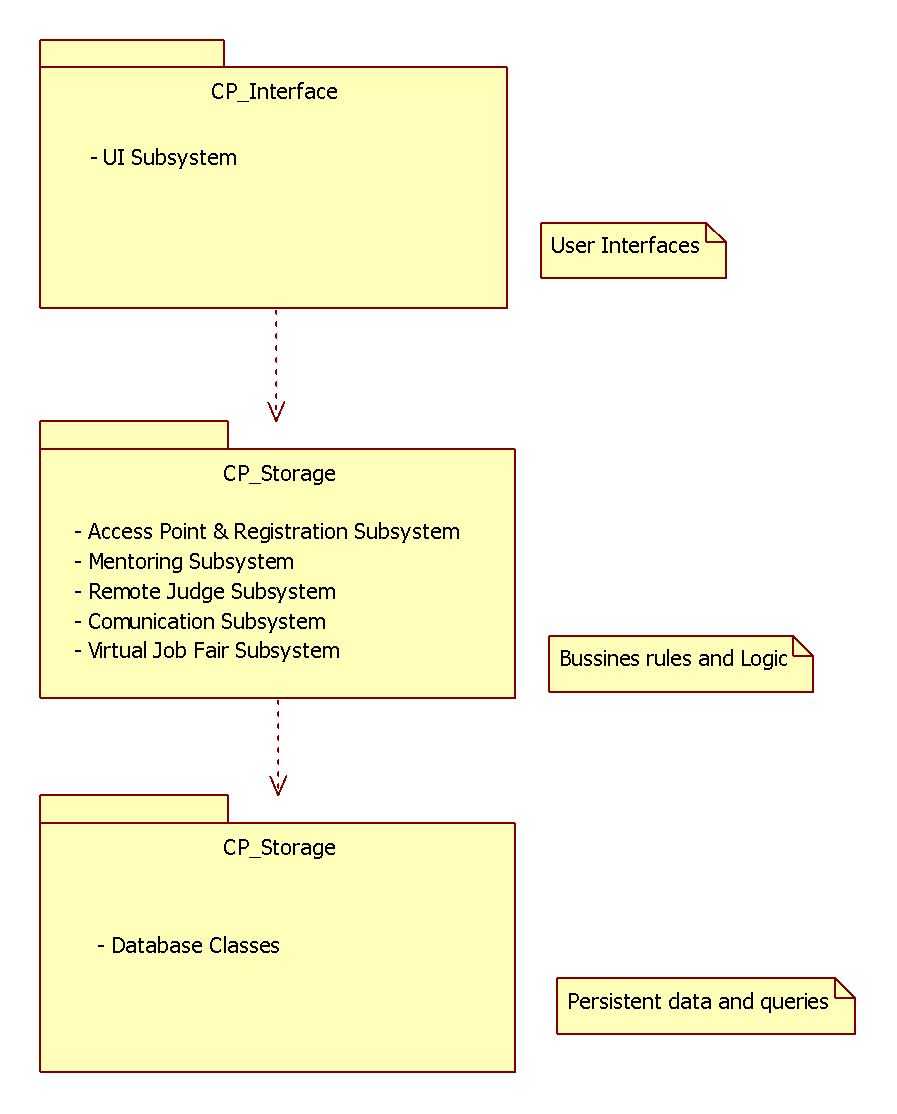 CP_Interface
- UI Subsystem
User Interfaces
CP_Storage
- Access Point & Registration Subsystem
- Mentoring Subsystem
- Remote Judge Subsystem
- Comunication Subsystem
- Virtual Job Fair Subsystem
Bussines rules and Logic
CP_Storage
- Database Classes
Persistent data and queries